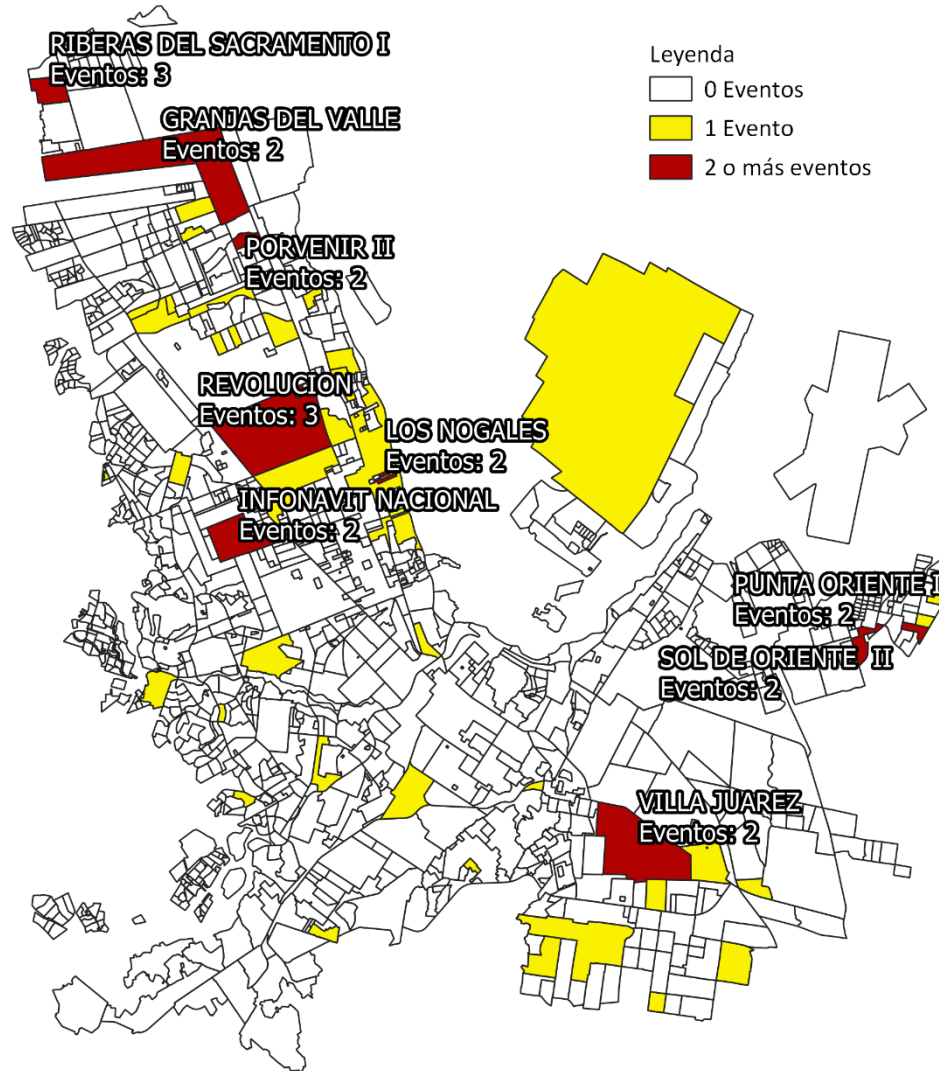 RIBERAS DEL SACRAMENTO I
Eventos: 3
Leyenda
0 Eventos
1 Evento
2 o más eventos
GRANJAS DEL VALLE
Eventos: 2
PORVENIR II
Eventos: 2
REVOLUCION
Eventos: 3
LOS NOGALES
Eventos: 2
INFONAVIT NACIONAL
Eventos: 2
PUNTA ORIENTE I
Eventos: 2
SOL DE ORIENTE II
Eventos: 2
VILLA JUAREZ
Eventos: 2